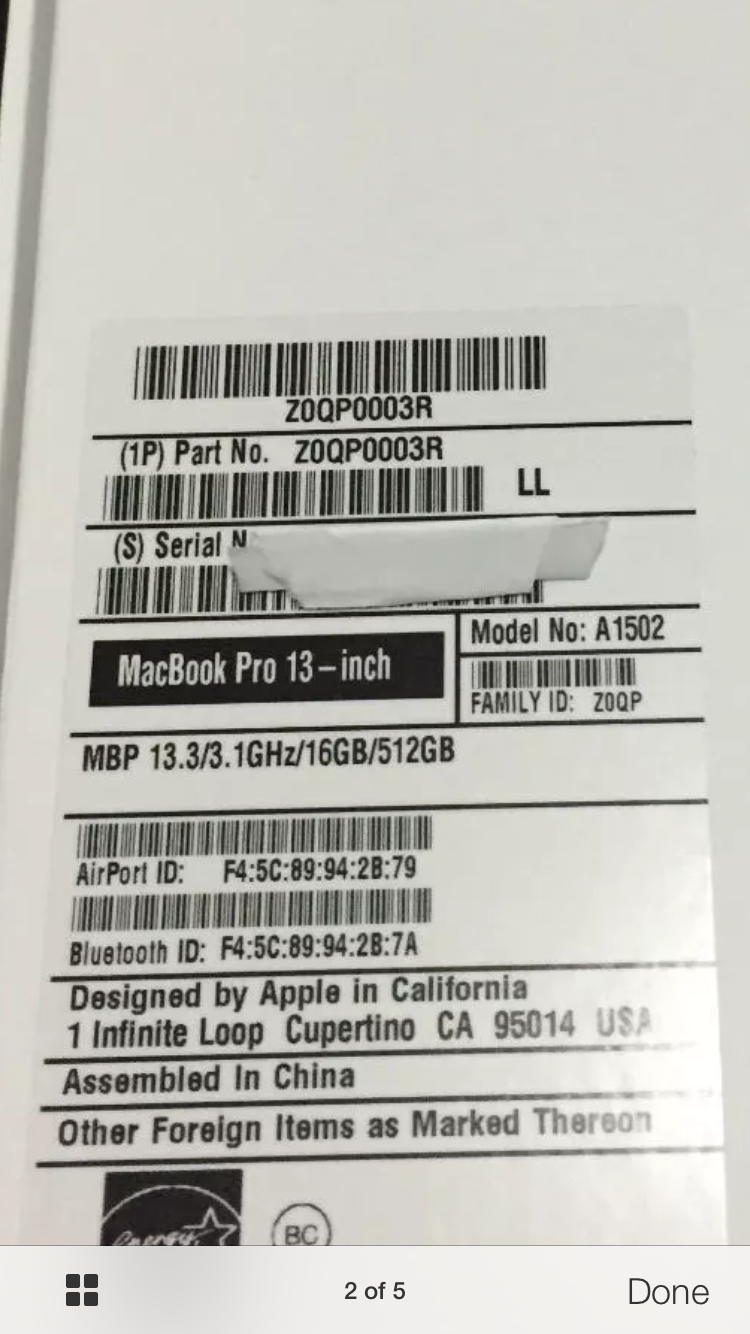 Z0QP0003R
(1P) Part No. Z0QP0003R
LL
(S) Serial N
MacBook Pro 13-inch
Model No: A1502
FAMILY ID: Z0QP
MBP 13.3/3.1GHz/16GB/512GB
AirPort ID: F4:5C:89:94:2B:79
Bluetooth ID: F4:5C:89:94:2B:7A
Designed by Apple in California
1 Infinite Loop Cupertino CA 95014 USA
Assembled In China
Other Foreign Items as Marked Thereon
energy
BC
2 of 5
Done